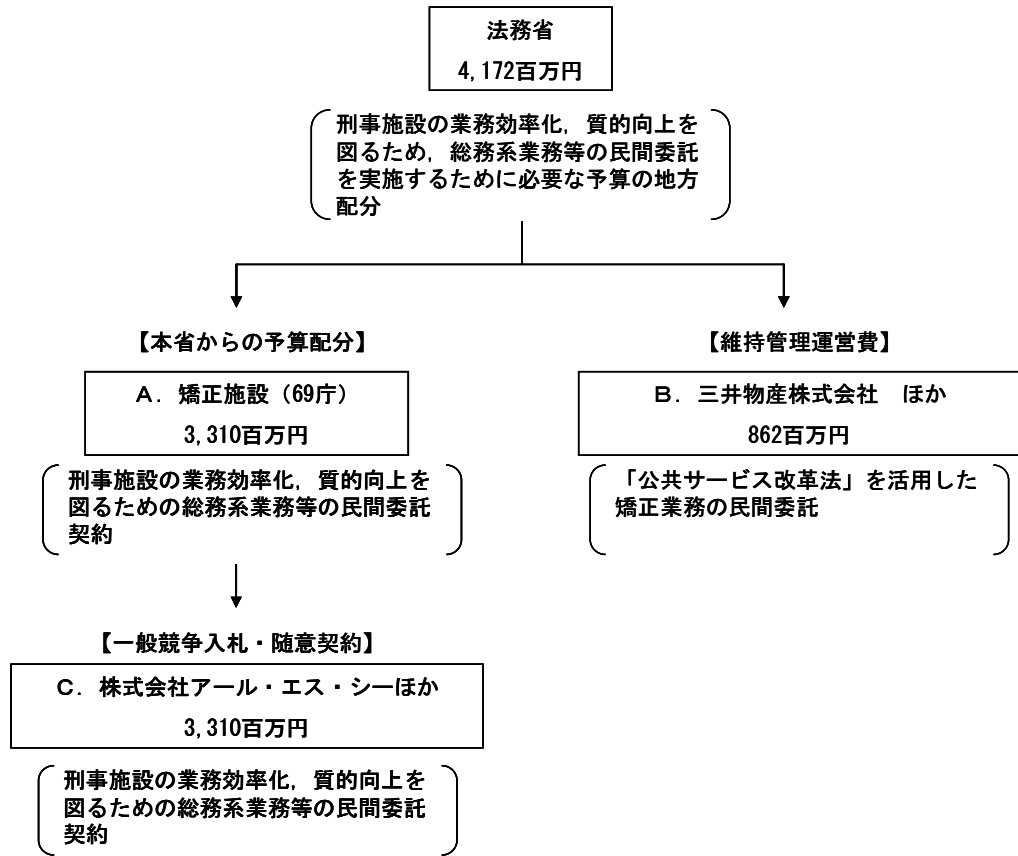 法務省
4,172百万円
刑事施設の業務効率化，質的向上を
図るため，総務系業務等の民間委託
を実施するために必要な予算の地方
配分
【本省からの予算配分】
【維持管理運営費】
Ａ．矯正施設（69庁）
3,310百万円
Ｂ．三井物産株式会社　ほか
862百万円
刑事施設の業務効率化，質的向上を
図るための総務系業務等の民間委託
契約
「公共サービス改革法」を活用した
矯正業務の民間委託
【一般競争入札・随意契約】
Ｃ．株式会社アール・エス・シーほか
3,310百万円
刑事施設の業務効率化，質的向上を
図るための総務系業務等の民間委託
契約